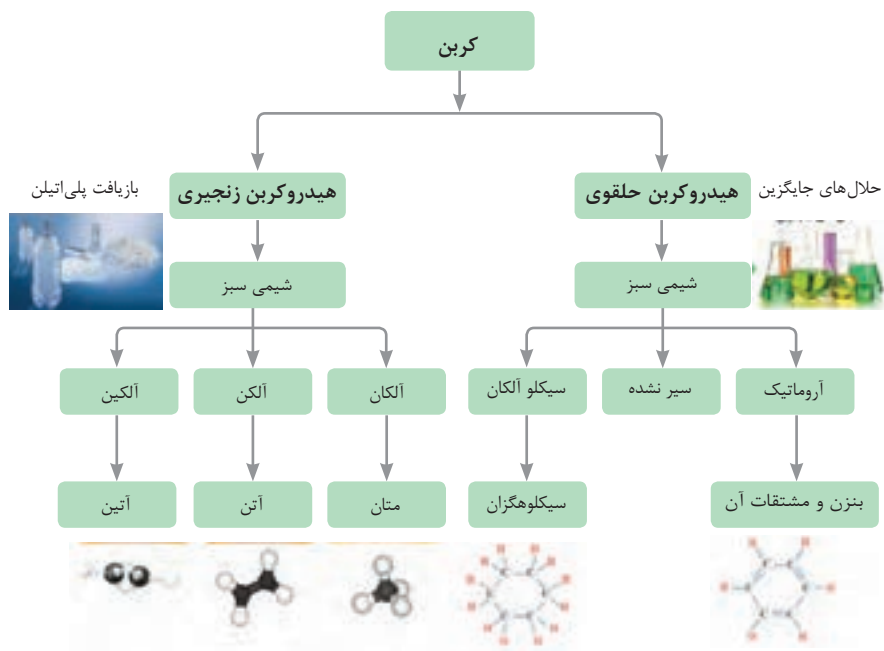 کربن
هیدروکربن حلقوی
هیدروکربن زنجیری
حلال‌های جایگزین
بازیافت پلی‌اتیلن
شیمی سبز
شیمی سبز
آروماتیک
سیر نشده
سیکلو آلکان
آلکان
آلکن
آلکین
بنزن و مشتقات آن
سیکلوهگزان
متان
آتن
آتین